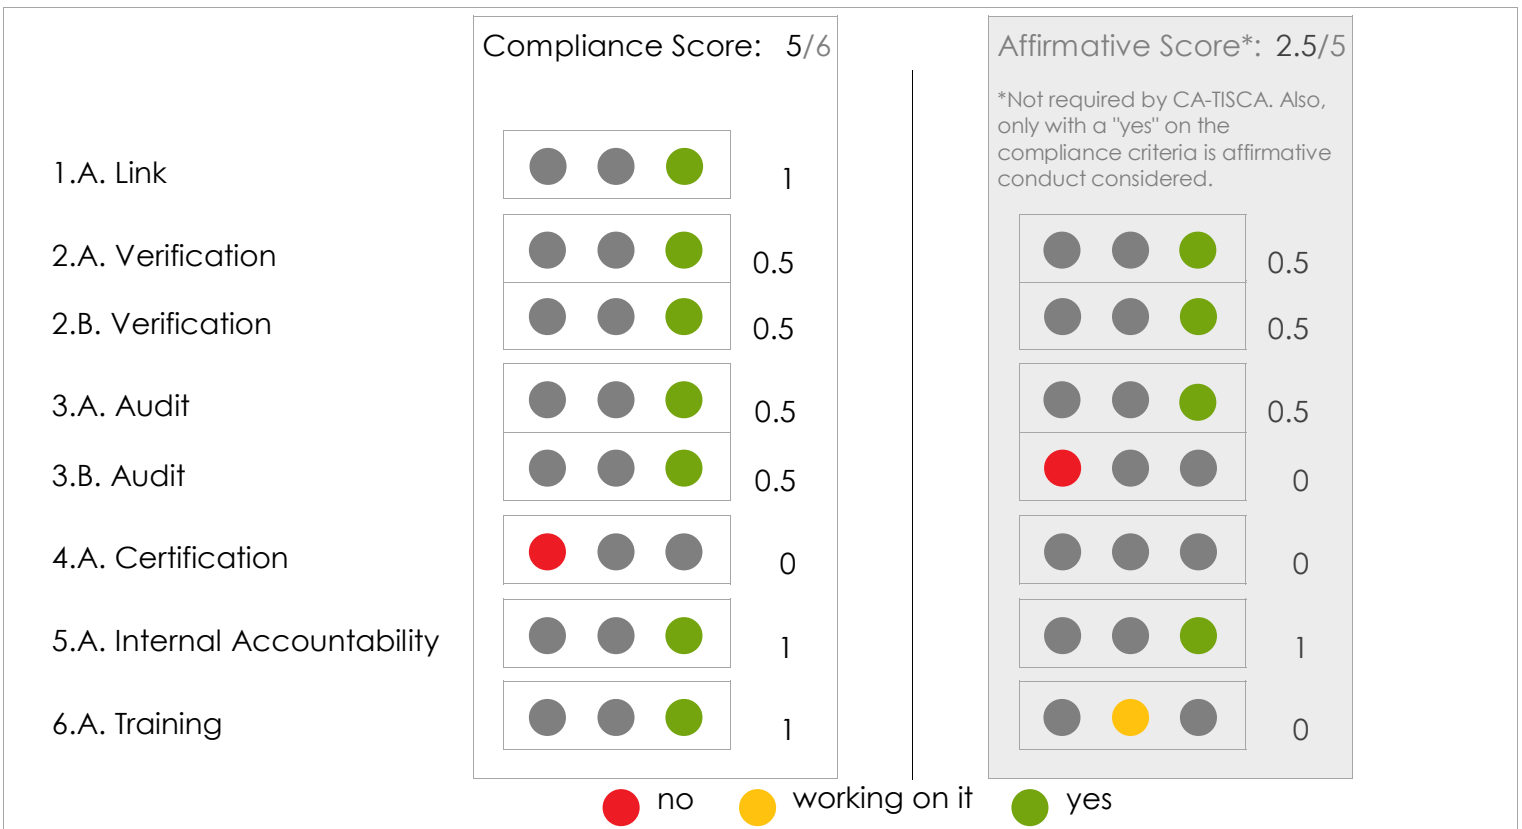 Compliance Score: 5/6
Affirmative Score*: 2.5/5
*Not required by CA-TISCA. Also,
only with a "yes" on the
compliance criteria is affirmative
conduct considered.
1.A. Link 1
2.A. Verification 0.5 0.5
2.B. Verification 0.5 0.5
3.A. Audit 0.5 0.5
3.B. Audit 0.5 0
4.A. Certification 0 0
5.A. Internal Accountability 1 1
6.A. Training 1 0
no working on it yes